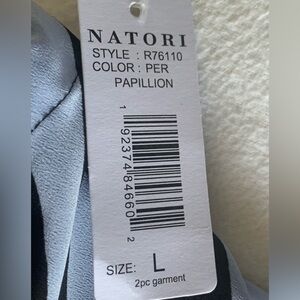 NATORI
STYLE : R76110
COLOR : PER
PAPILLION
1 92374 84660 2
SIZE: L
2pc garment